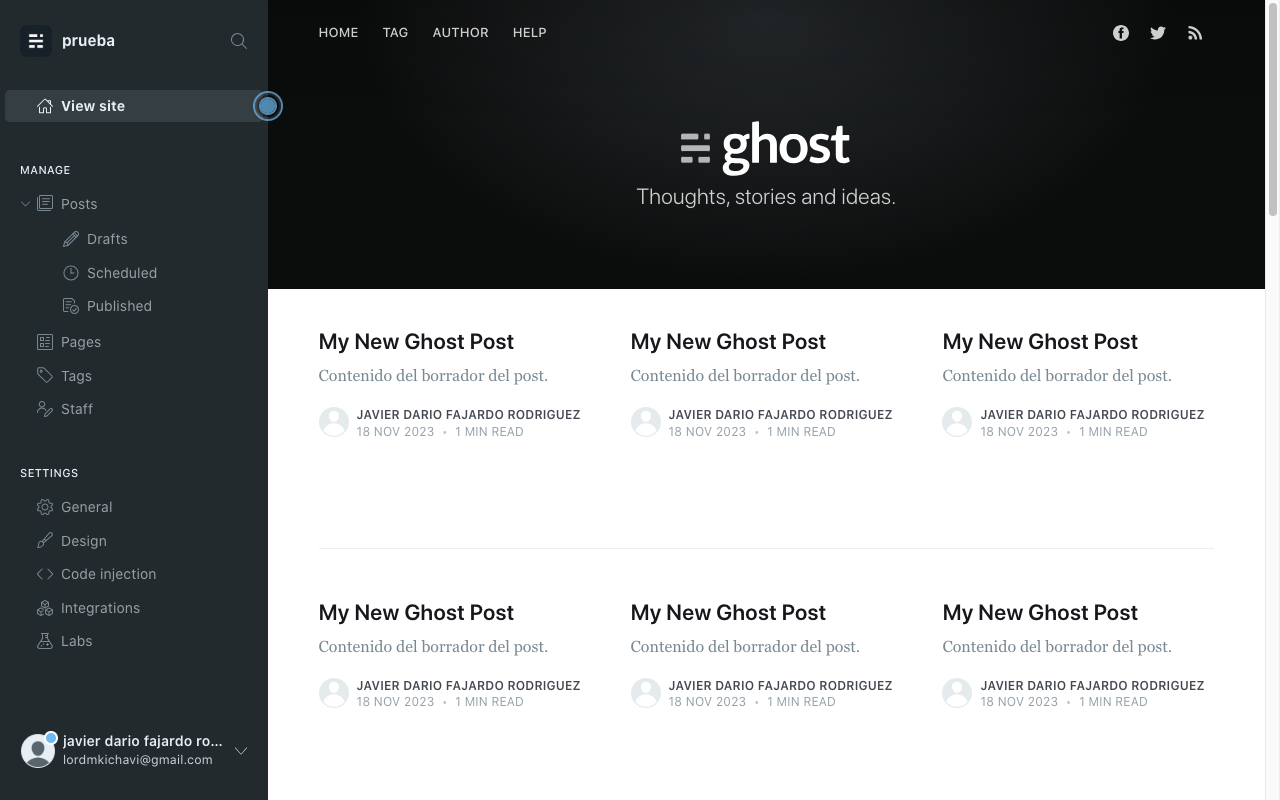 prueba
View site
MANAGE
Posts
Drafts
Scheduled
Published
Pages
Tags
Staff
SETTINGS
General
Design
Code injection
Integrations
Labs
javier dario fajardo ro...
lordmkichavi@gmail.com
HOME TAG AUTHOR HELP
ghost
Thoughts, stories and ideas.
My New Ghost Post
Contenido del borrador del post.
JAVIER DARIO FAJARDO RODRIGUEZ
18 NOV 2023 • 1 MIN READ
My New Ghost Post
Contenido del borrador del post.
JAVIER DARIO FAJARDO RODRIGUEZ
18 NOV 2023 • 1 MIN READ
My New Ghost Post
Contenido del borrador del post.
JAVIER DARIO FAJARDO RODRIGUEZ
18 NOV 2023 • 1 MIN READ
My New Ghost Post
Contenido del borrador del post.
JAVIER DARIO FAJARDO RODRIGUEZ
18 NOV 2023 • 1 MIN READ
My New Ghost Post
Contenido del borrador del post.
JAVIER DARIO FAJARDO RODRIGUEZ
18 NOV 2023 • 1 MIN READ
My New Ghost Post
Contenido del borrador del post.
JAVIER DARIO FAJARDO RODRIGUEZ
18 NOV 2023 • 1 MIN READ